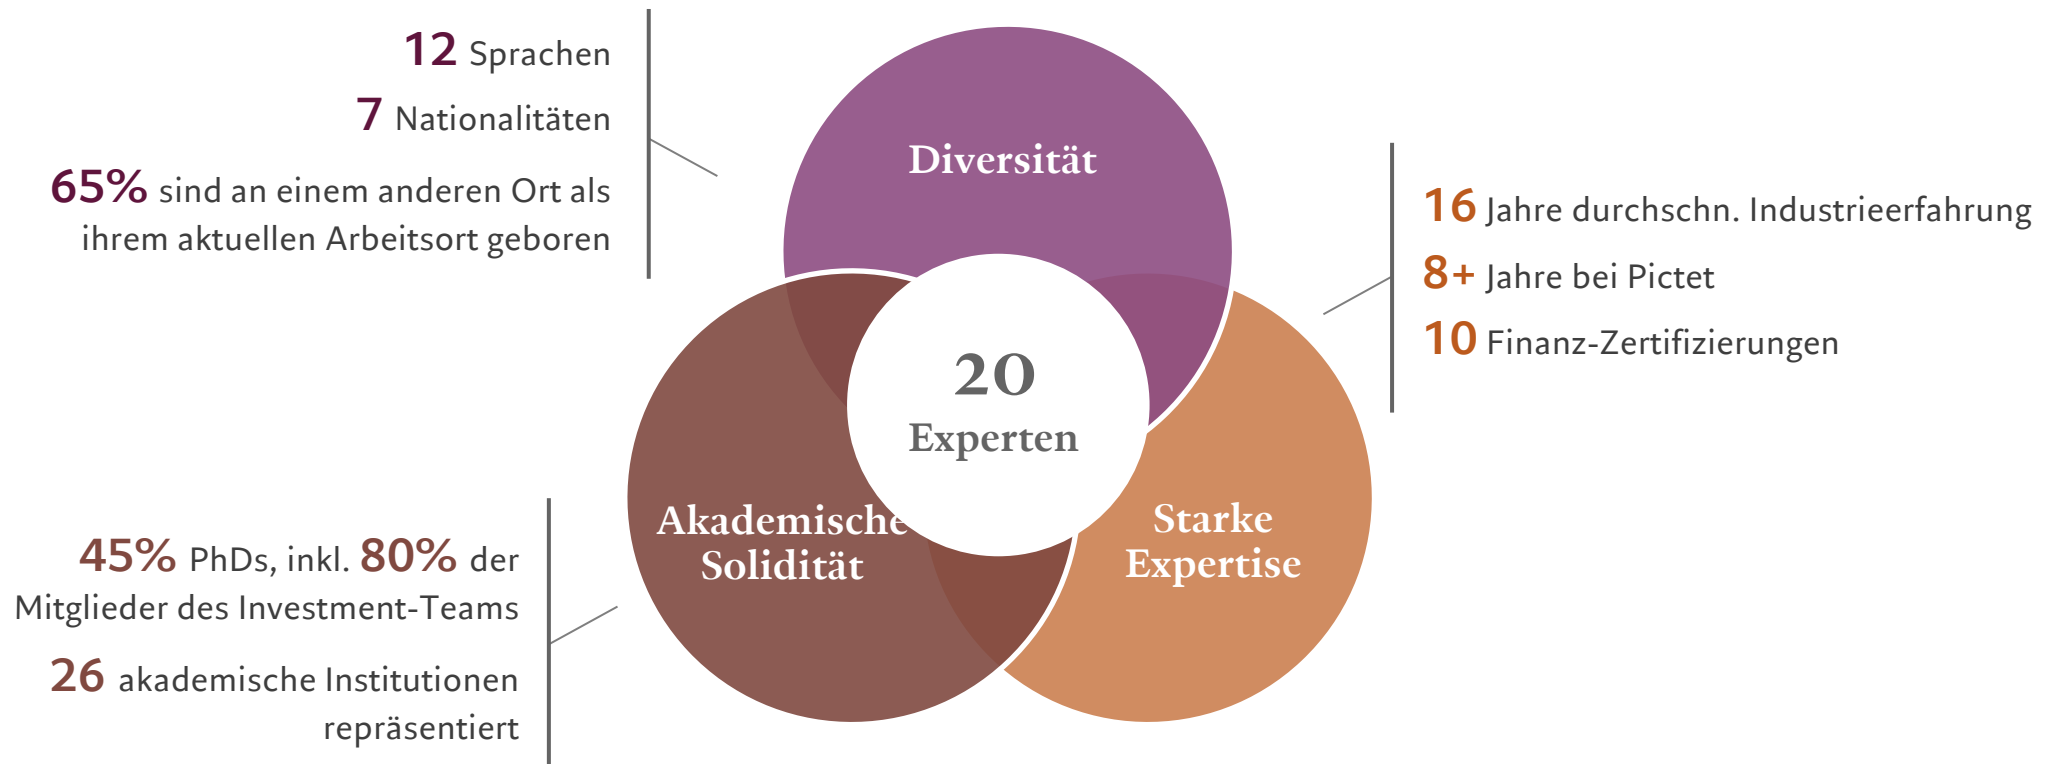 12 Sprachen
7 Nationalitäten
65% sind an einem anderen Ort als
ihrem aktuellen Arbeitsort geboren
Diversität
16 Jahre durchschn. Industrieerfahrung
8+ Jahre bei Pictet
10 Finanz-Zertifizierungen
20
Experten
Akademische
Solidität
Starke
Expertise
45% PhDs, inkl. 80% der
Mitglieder des Investment-Teams
26 akademische Institutionen
repräsentiert